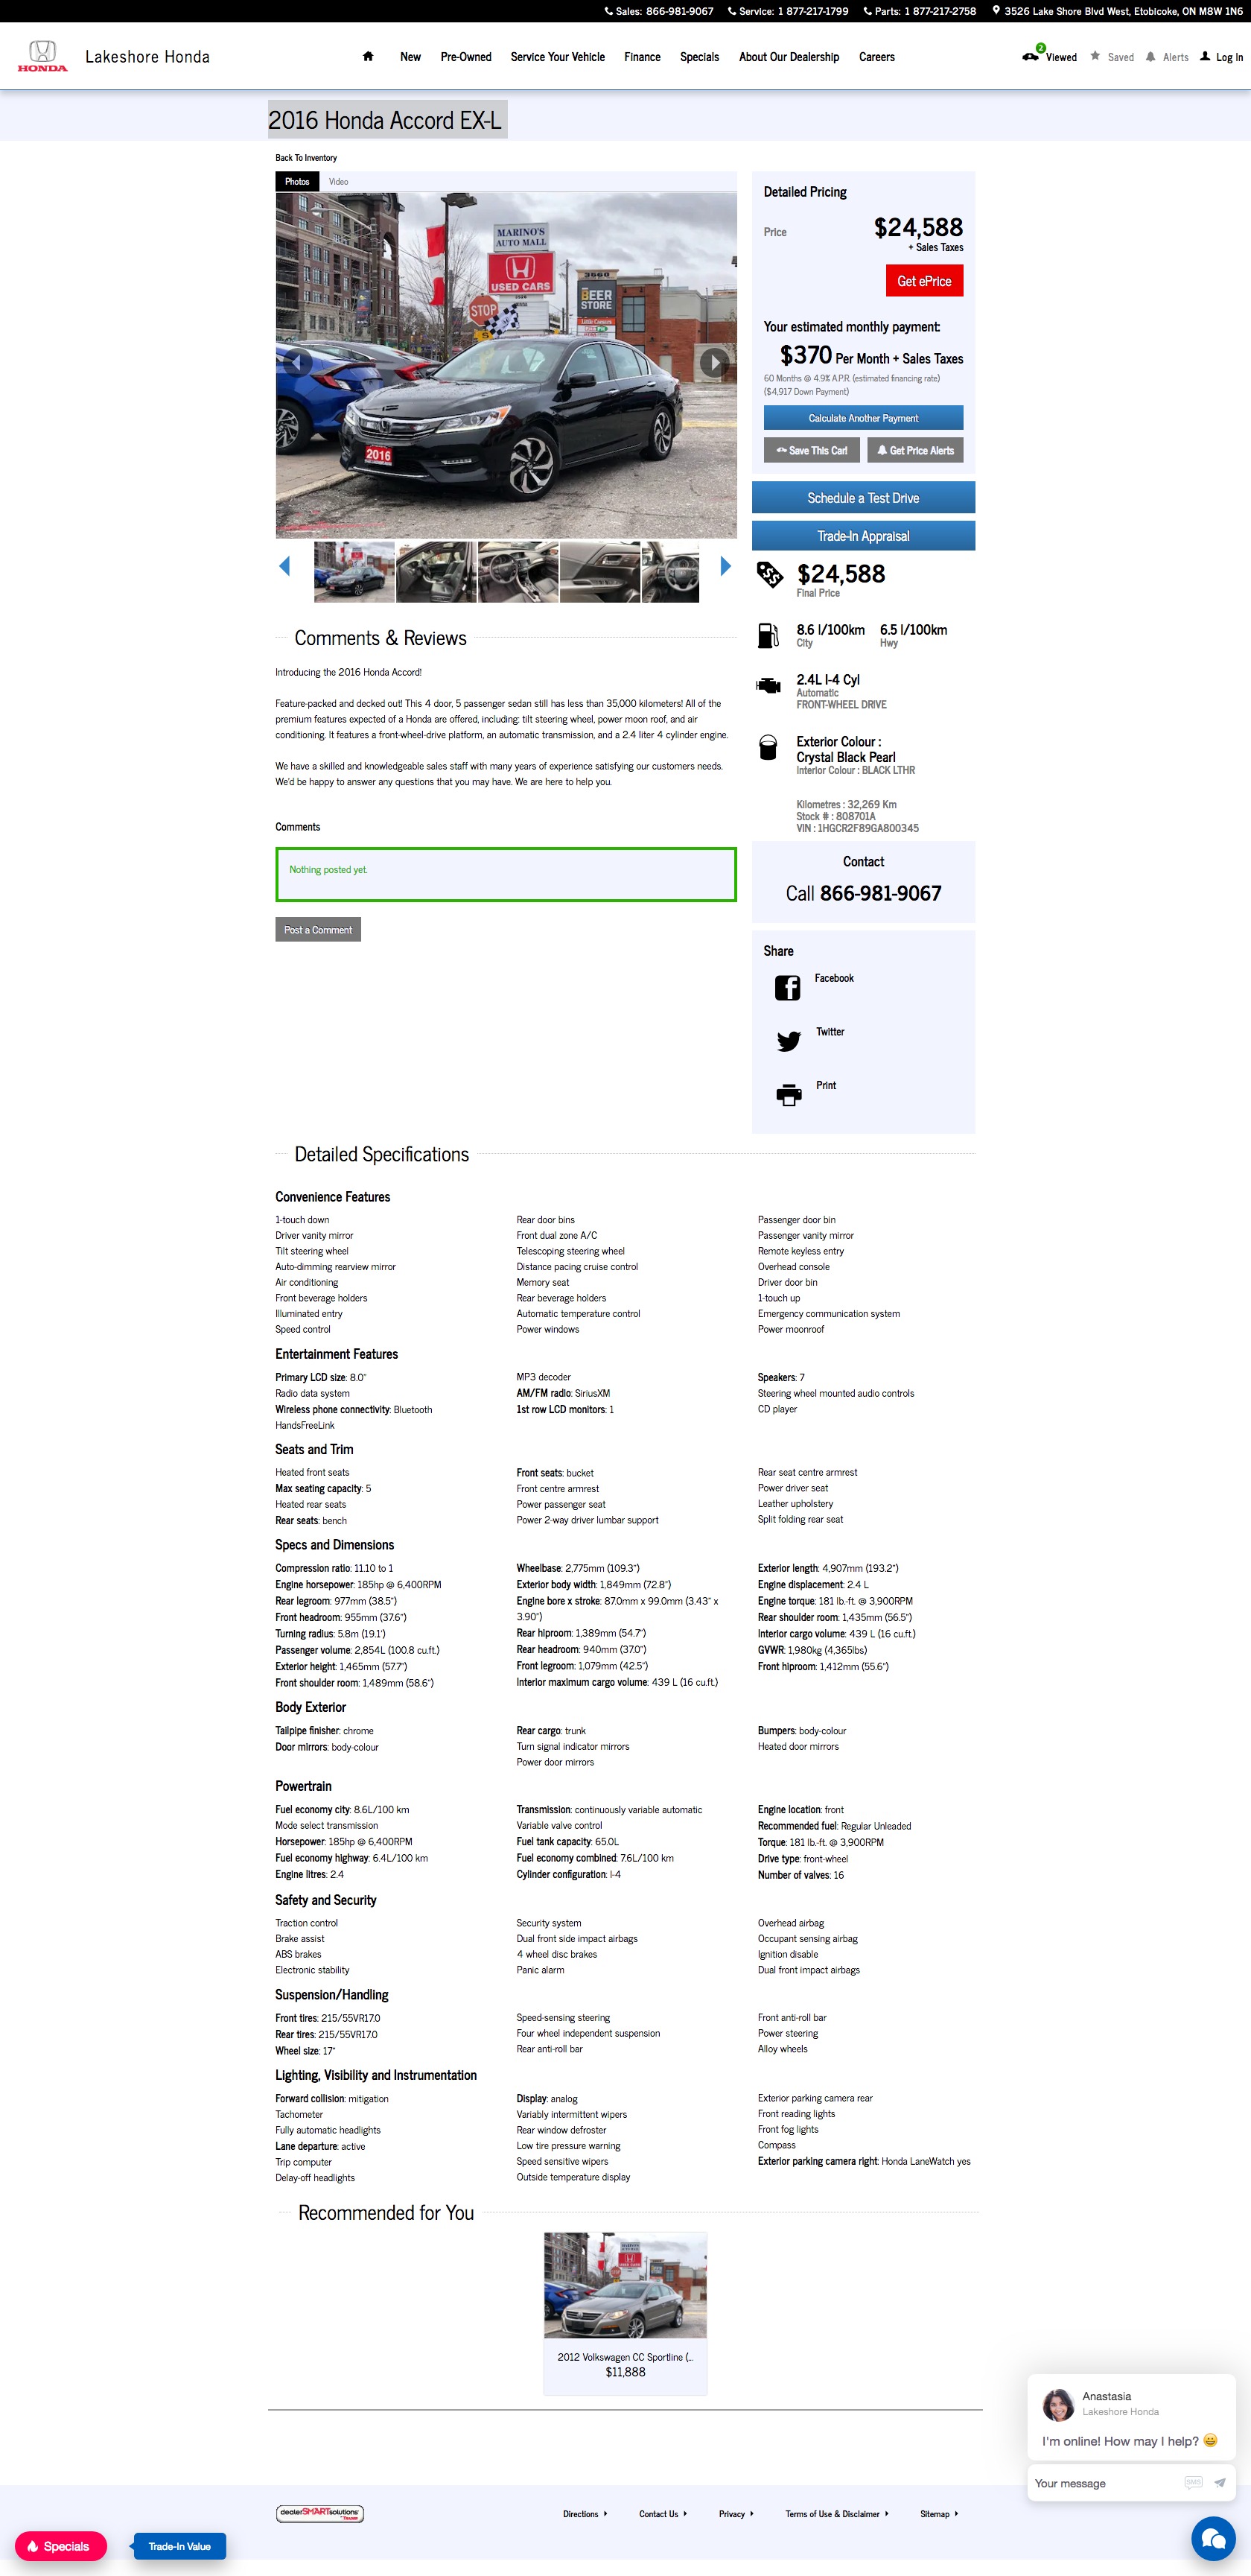 Sales: 866-981-9067 Service: 1 877-217-1799 Parts: 1 877-217-2758 3526 Lake Shore Blvd West, Etobicoke, ON M8W 1N6
HONDA
Lakeshore Honda
New Pre-Owned Service Your Vehicle Finance Specials About Our Dealership Careers
2
Viewed Saved Alerts Log In
2016 Honda Accord EX-L
Back To Inventory
Photos Video
MARINO'S
AUTO MALL
USED CARS
3560
BEER
STORE
Little Caesars
STOP
2016
Detailed Pricing
Price $24,588
+ Sales Taxes
Get ePrice
Your estimated monthly payment:
$370 Per Month + Sales Taxes
60 Months @ 4.9% A.P.R. (estimated financing rate)
($4,917 Down Payment)
Calculate Another Payment
Save This Car! Get Price Alerts
Schedule a Test Drive
Trade-In Appraisal
$24,588
Final Price
8.6 l/100km 6.5 l/100km
City Hwy
2.4L I-4 Cyl
Automatic
FRONT-WHEEL DRIVE
Exterior Colour :
Crystal Black Pearl
Interior Colour : BLACK LTHR
Kilometres : 32,269 Km
Stock # : 808701A
VIN : 1HGCR2F89GA800345
Contact
Call 866-981-9067
Share
Facebook
Twitter
Print
Comments & Reviews
Introducing the 2016 Honda Accord!
Feature-packed and decked out! This 4 door, 5 passenger sedan still has less than 35,000 kilometers! All of the
premium features expected of a Honda are offered, including: tilt steering wheel, power moon roof, and air
conditioning. It features a front-wheel-drive platform, an automatic transmission, and a 2.4 liter 4 cylinder engine.
We have a skilled and knowledgeable sales staff with many years of experience satisfying our customers needs.
We'd be happy to answer any questions that you may have. We are here to help you.
Comments
Nothing posted yet.
Post a Comment
Detailed Specifications
Convenience Features
1-touch down Rear door bins Passenger door bin
Driver vanity mirror Front dual zone A/C Passenger vanity mirror
Tilt steering wheel Telescoping steering wheel Remote keyless entry
Auto-dimming rearview mirror Distance pacing cruise control Overhead console
Air conditioning Memory seat Driver door bin
Front beverage holders Rear beverage holders 1-touch up
Illuminated entry Automatic temperature control Emergency communication system
Speed control Power windows Power moonroof
Entertainment Features
Primary LCD size: 8.0" MP3 decoder Speakers: 7
Radio data system AM/FM radio: SiriusXM Steering wheel mounted audio controls
Wireless phone connectivity: Bluetooth 1st row LCD monitors: 1 CD player
HandsFreeLink
Seats and Trim
Heated front seats Front seats: bucket Rear seat centre armrest
Max seating capacity: 5 Front centre armrest Power driver seat
Heated rear seats Power passenger seat Leather upholstery
Rear seats: bench Power 2-way driver lumbar support Split folding rear seat
Specs and Dimensions
Compression ratio: 11.10 to 1 Wheelbase: 2,775mm (109.3") Exterior length: 4,907mm (193.2")
Engine horsepower: 185hp @ 6,400RPM Exterior body width: 1,849mm (72.8") Engine displacement: 2.4 L
Rear legroom: 977mm (38.5") Engine bore x stroke: 87.0mm x 99.0mm (3.43" x Engine torque: 181 lb.-ft. @ 3,900RPM
Front headroom: 955mm (37.6") 3.90") Rear shoulder room: 1,435mm (56.5")
Turning radius: 5.8m (19.1') Rear hiproom: 1,389mm (54.7") Interior cargo volume: 439 L (16 cu.ft.)
Passenger volume: 2,854L (100.8 cu.ft.) Rear headroom: 940mm (37.0") GVWR: 1,980kg (4,365lbs)
Exterior height: 1,465mm (57.7") Front legroom: 1,079mm (42.5") Front hiproom: 1,412mm (55.6")
Front shoulder room: 1,489mm (58.6") Interior maximum cargo volume: 439 L (16 cu.ft.)
Body Exterior
Tailpipe finisher: chrome Rear cargo: trunk Bumpers: body-colour
Door mirrors: body-colour Turn signal indicator mirrors Heated door mirrors
Power door mirrors
Powertrain
Fuel economy city: 8.6L/100 km Transmission: continuously variable automatic Engine location: front
Mode select transmission Variable valve control Recommended fuel: Regular Unleaded
Horsepower: 185hp @ 6,400RPM Fuel tank capacity: 65.0L Torque: 181 lb.-ft. @ 3,900RPM
Fuel economy highway: 6.4L/100 km Fuel economy combined: 7.6L/100 km Drive type: front-wheel
Engine litres: 2.4 Cylinder configuration: I-4 Number of valves: 16
Safety and Security
Traction control Security system Overhead airbag
Brake assist Dual front side impact airbags Occupant sensing airbag
ABS brakes 4 wheel disc brakes Ignition disable
Electronic stability Panic alarm Dual front impact airbags
Suspension/Handling
Front tires: 215/55VR17.0 Speed-sensing steering Front anti-roll bar
Rear tires: 215/55VR17.0 Four wheel independent suspension Power steering
Wheel size: 17" Rear anti-roll bar Alloy wheels
Lighting, Visibility and Instrumentation
Forward collision: mitigation Display: analog Exterior parking camera rear
Tachometer Variably intermittent wipers Front reading lights
Fully automatic headlights Rear window defroster Front fog lights
Lane departure: active Low tire pressure warning Compass
Trip computer Speed sensitive wipers Exterior parking camera right: Honda LaneWatch yes
Delay-off headlights Outside temperature display
Recommended for You
2012 Volkswagen CC Sportline (...
$11,888
Anastasia
Lakeshore Honda
I'm online! How may I help?
Your message
SMS
dealerSMARTsolutions
Directions Contact Us Privacy Terms of Use & Disclaimer Sitemap
Specials
Trade-In Value